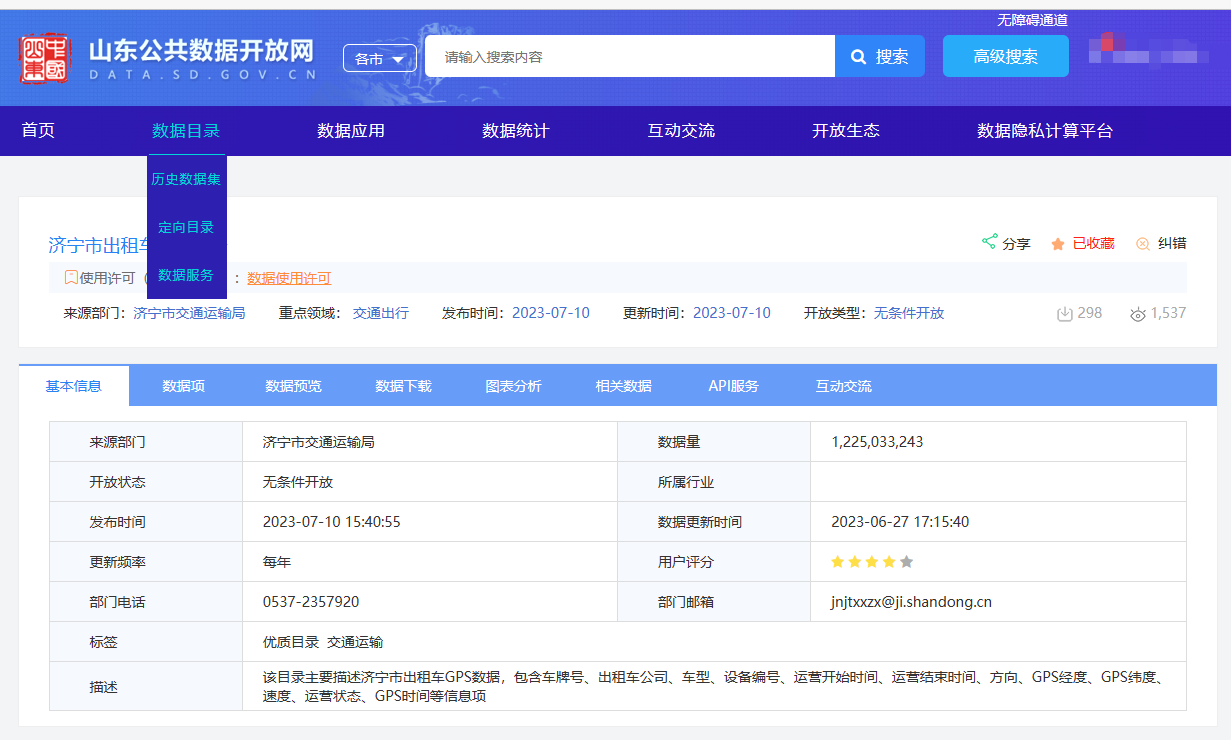 无障碍通道
山东公共数据开放网
DATA.SD.GOV.CN
各市 请输入搜索内容 搜索 高级搜索
首页 数据目录 数据应用 数据统计 互动交流 开放生态 数据隐私计算平台
历史数据集
定向目录
数据服务
济宁市出租 分享 已收藏 纠错
使用许可 ( : 数据使用许可
来源部门: 济宁市交通运输局 重点领域: 交通出行 发布时间: 2023-07-10 更新时间: 2023-07-10 开放类型: 无条件开放 298 1,537
基本信息 数据项 数据预览 数据下载 图表分析 相关数据 API服务 互动交流
来源部门 济宁市交通运输局 数据量 1,225,033,243
开放状态 无条件开放 所属行业
发布时间 2023-07-10 15:40:55 数据更新时间 2023-06-27 17:15:40
更新频率 每年 用户评分
部门电话 0537-2357920 部门邮箱 jnjtxxzx@ji.shandong.cn
标签 优质目录 交通运输
描述 该目录主要描述济宁市出租车GPS数据，包含车牌号、出租车公司、车型、设备编号、运营开始时间、运营结束时间、方向、GPS经度、GPS纬度、
速度、运营状态、GPS时间等信息项